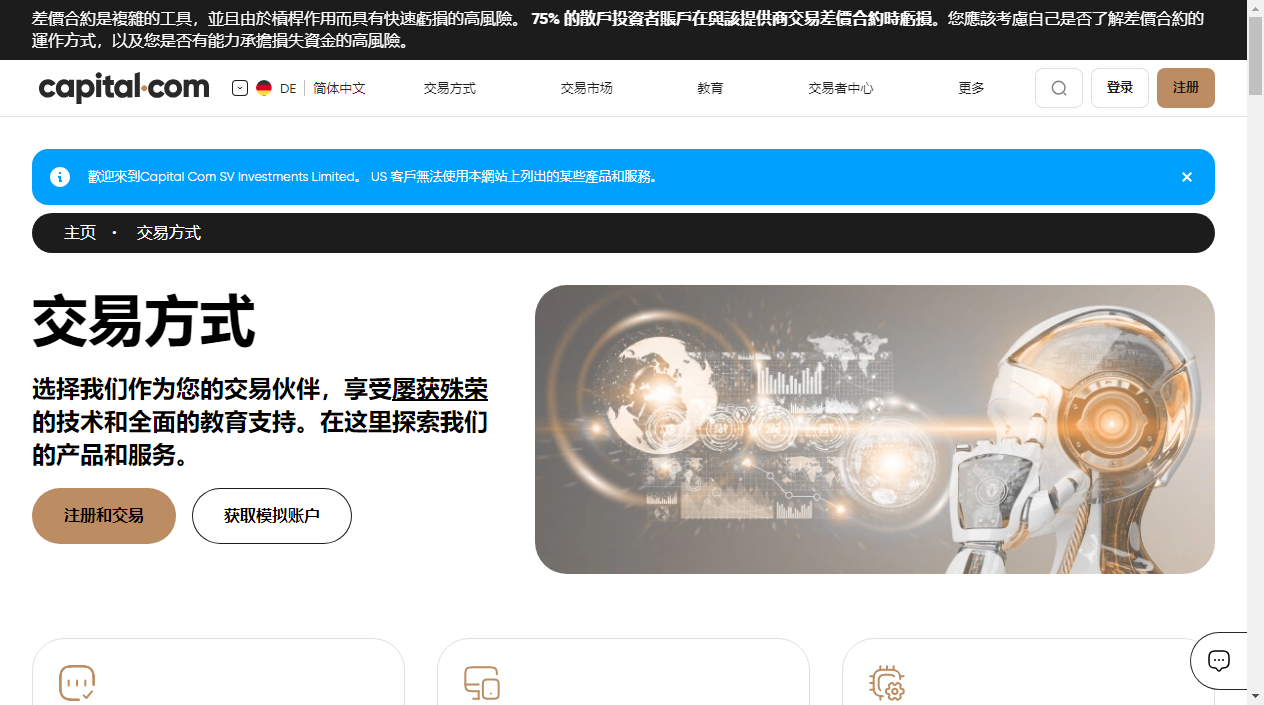 差價合約是複雜的工具，並且由於槓桿作用而具有快速虧損的高風險。 75% 的散戶投資者賬戶在與該提供商交易差價合約時虧損。您應該考慮自己是否了解差價合約的
運作方式，以及您是否有能力承擔損失資金的高風險。
capital.com
DE 简体中文 交易方式 交易市场 教育 交易者中心 更多 登录 注册
歡迎來到Capital Com SV Investments Limited。 US 客戶無法使用本網站上列出的某些產品和服務。
主页 · 交易方式
交易方式
选择我们作为您的交易伙伴，享受屡获殊荣
的技术和全面的教育支持。在这里探索我们
的产品和服务。
注册和交易 获取模拟账户